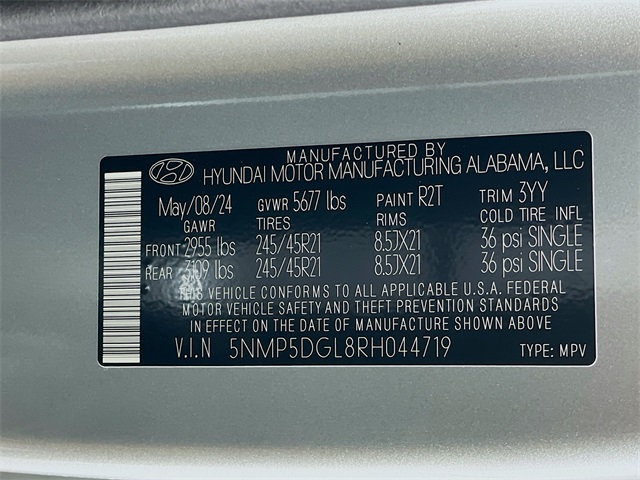 MANUFACTURED BY
HYUNDAI MOTOR MANUFACTURING ALABAMA, LLC
May/08/24 GVWR 5677 lbs PAINT R2T TRIM 3YY
GAWR TIRES RIMS COLD TIRE INFL
FRONT 2955 lbs 245/45R21 8.5JX21 36 psi SINGLE
REAR 3109 lbs 245/45R21 8.5JX21 36 psi SINGLE
THIS VEHICLE CONFORMS TO ALL APPLICABLE U.S.A. FEDERAL
MOTOR VEHICLE SAFETY AND THEFT PREVENTION STANDARDS
IN EFFECT ON THE DATE OF MANUFACTURE SHOWN ABOVE
V.I.N 5NMP5DGL8RH044719 TYPE: MPV